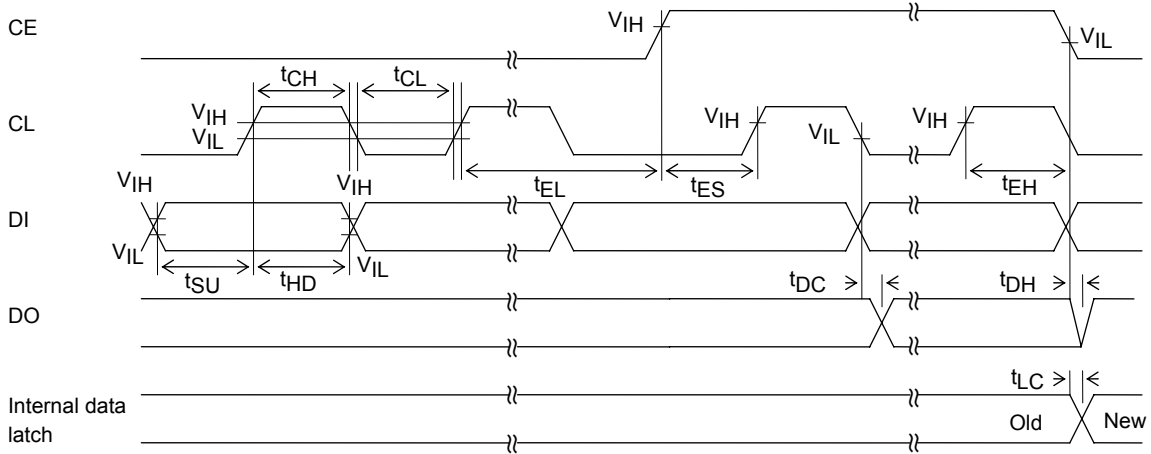 CE
VIH
VIL
tCH
tCL
CL
VIH
VIL
VIH
VIL
VIH
tEL
tES
tEH
VIH
VIH
DI
VIL
VIL
tSU
tHD
tDC
tDH
DO
tLC
Internal data
latch
Old
New